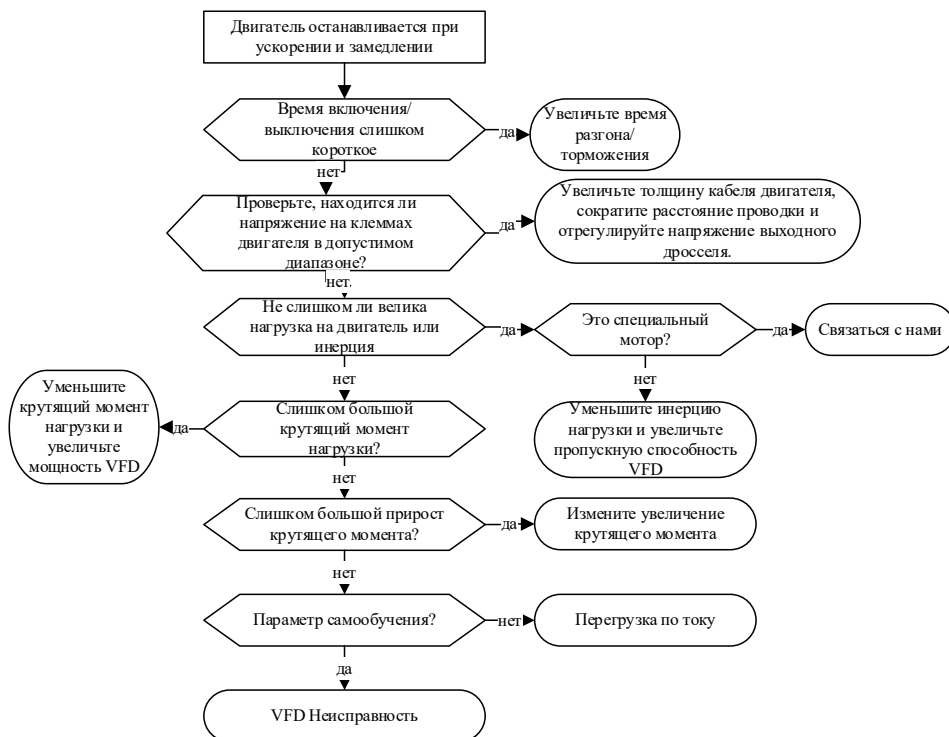 Двигатель останавливается при
ускорении и замедлении
Время включения/
выключения слишком
короткое
да
Увеличьте время
разгона/
торможения
нет
Проверьте, находится ли
напряжение на клеммах
двигателя в допустимом
диапазоне?
да
Увеличьте толщину кабеля двигателя,
сократите расстояние проводки и
отрегулируйте напряжение выходного
дросселя.
нет.
Не слишком ли велика
нагрузка на двигатель или
инерция
да
Это специальный
мотор?
да
Связаться с нами
нет
Уменьшите инерцию
нагрузки и увеличьте
пропускную способность
VFD
нет
Слишком большой
крутящий момент
нагрузки?
да
Уменьшите
крутящий момент
нагрузки и
увеличьте
мощность VFD
нет
Слишком большой прирост
крутящего момента?
да
Измените увеличение
крутящего момента
нет
Параметр самообучения?
нет
Перегрузка по току
да
VFD Неисправность